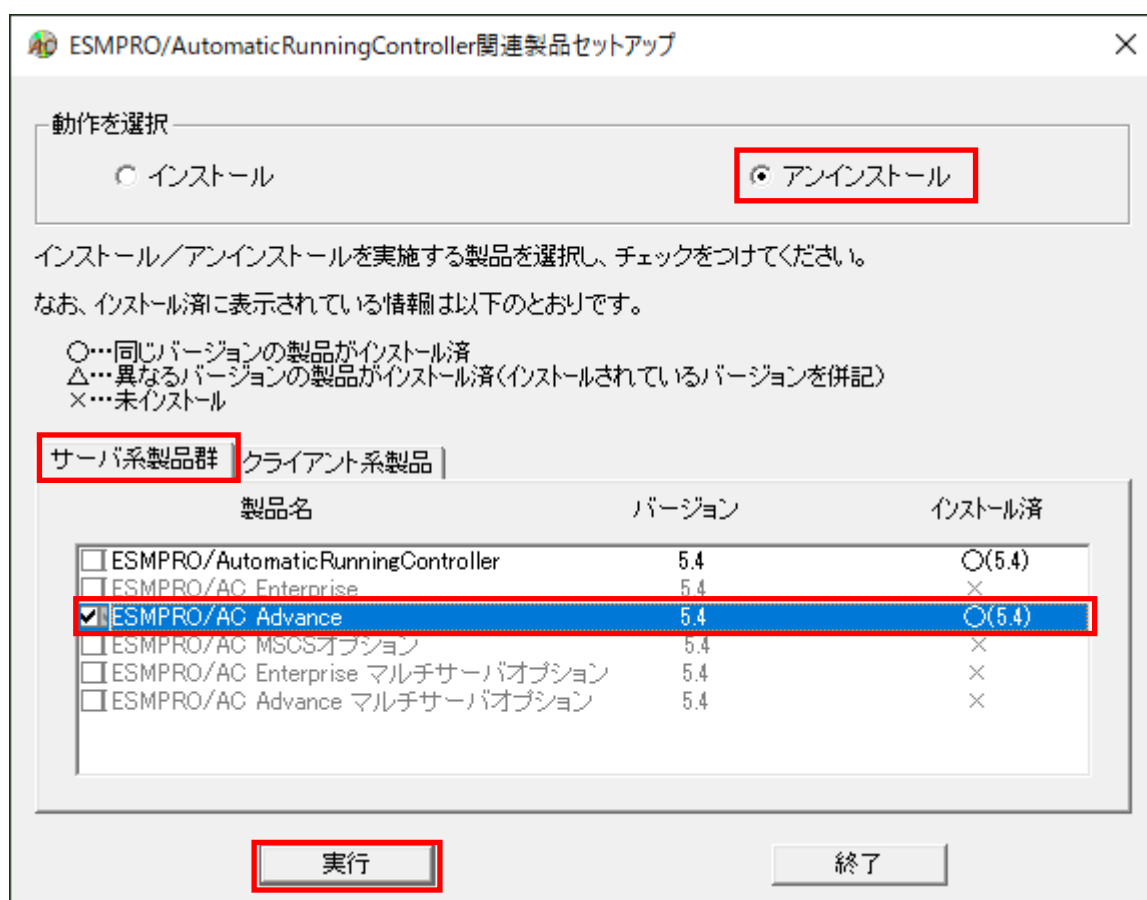 ESMPRO/AutomaticRunningController関連製品セットアップ
動作を選択
インストール
アンインストール
インストール／アンインストールを実施する製品を選択し、チェックをつけてください。
なお、インストール済に表示されている情報は以下のとおりです。
○…同じバージョンの製品がインストール済
△…異なるバージョンの製品がインストール済(インストールされているバージョンを併記)
×…未インストール
サーバ系製品群 クライアント系製品
製品名 バージョン インストール済
ESMPRO/AutomaticRunningController 5.4 ○(5.4)
ESMPRO/AC Enterprise 5.4 ×
ESMPRO/AC Advance 5.4 ○(5.4)
ESMPRO/AC MSCSオプション 5.4 ×
ESMPRO/AC Enterprise マルチサーバオプション 5.4 ×
ESMPRO/AC Advance マルチサーバオプション 5.4 ×
実行 終了